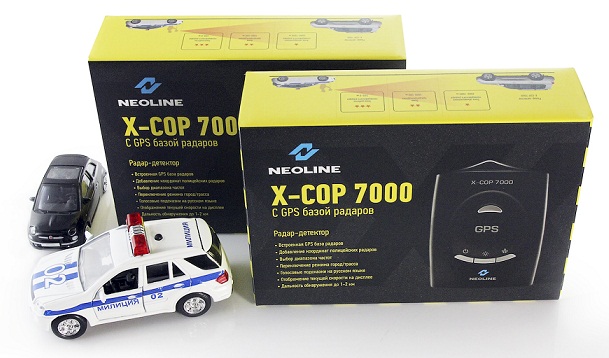 NEOLINE
X-COP 700
С GPS базой радаров
Радар-детектор
• Встроенная GPS база радаров
• Добавление координат полицейских радаров
• Выбор диапазона частот
• Переключение режима город/трасса
• Голосовые подсказки на русском языке
• Отображение текущей скорости на дисплее
• Дальность обнаружения до 1-2 км
NEOLINE
X-COP 7000
С GPS базой радаров
Радар-детектор
• Встроенная GPS база радаров
• Добавление координат полицейских радаров
• Выбор диапазона частот
• Переключение режима город/трасса
• Голосовые подсказки на русском языке
• Отображение текущей скорости на дисплее
• Дальность обнаружения до 1-2 км
X-COP 7000
GPS
NEOLINE
МИЛИЦИЯ
02
МИЛИЦИЯ
02